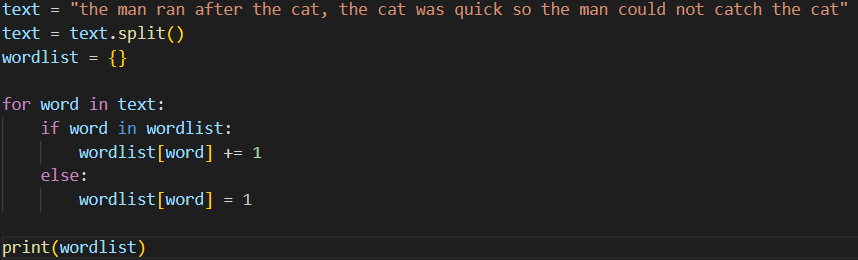 text = "the man ran after the cat, the cat was quick so the man could not catch the cat"
text = text.split()
wordlist = {}

for word in text:
    if word in wordlist:
        wordlist[word] += 1
    else:
        wordlist[word] = 1

print(wordlist)